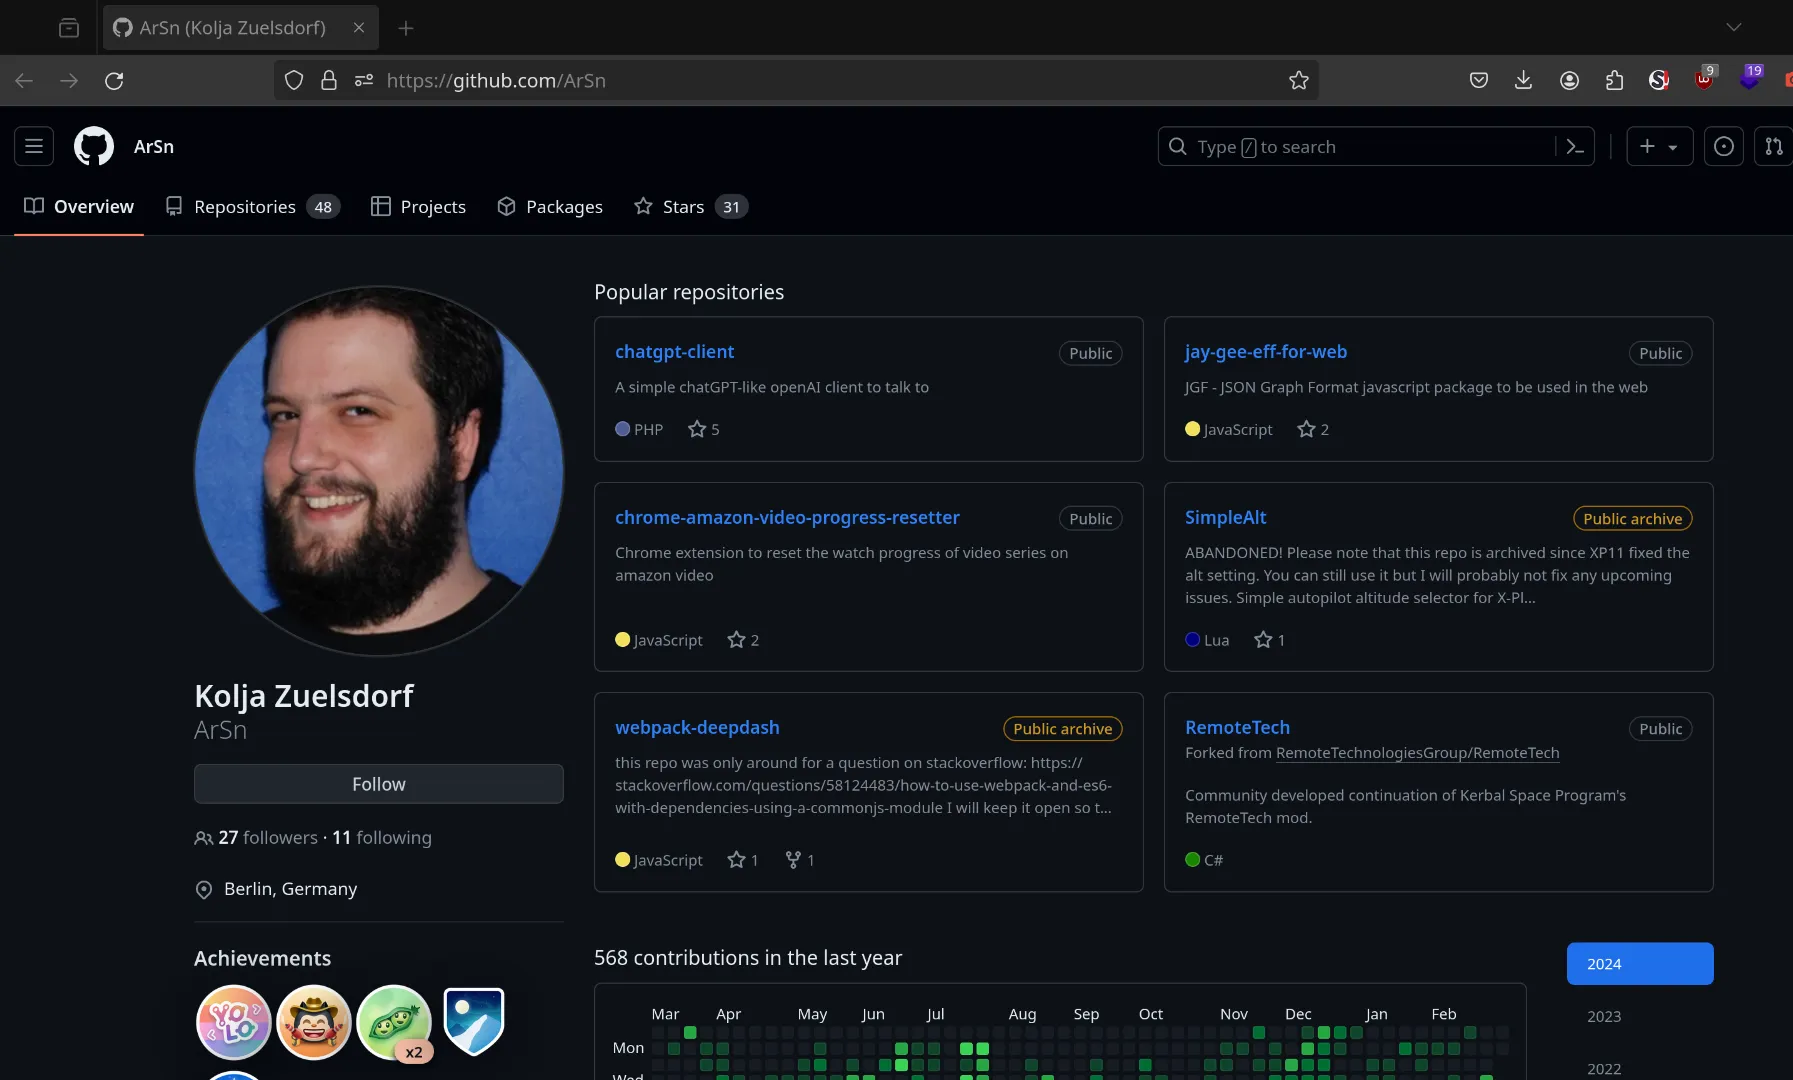 ArSn (Kolja Zuelsdorf)
https://github.com/ArSn
9
19
ArSn
Type / to search
Overview
Repositories 48
Projects
Packages
Stars 31
Popular repositories
chatgpt-client
Public
A simple chatGPT-like openAI client to talk to
PHP
5
jay-gee-eff-for-web
Public
JGF - JSON Graph Format javascript package to be used in the web
JavaScript
2
chrome-amazon-video-progress-resetter
Public
Chrome extension to reset the watch progress of video series on
amazon video
JavaScript
2
SimpleAlt
Public archive
ABANDONED! Please note that this repo is archived since XP11 fixed the
alt setting. You can still use it but I will probably not fix any upcoming
issues. Simple autopilot altitude selector for X-Pl...
Lua
1
webpack-deepdash
Public archive
this repo was only around for a question on stackoverflow: https://
stackoverflow.com/questions/58124483/how-to-use-webpack-and-es6-
with-dependencies-using-a-commonjs-module I will keep it open so t...
JavaScript
1
1
RemoteTech
Public
Forked from RemoteTechnologiesGroup/RemoteTech
Community developed continuation of Kerbal Space Program's
RemoteTech mod.
C#
Kolja Zuelsdorf
ArSn
Follow
27 followers · 11 following
Berlin, Germany
Achievements
YOLO
x2
568 contributions in the last year
Mar Apr May Jun Jul Aug Sep Oct Nov Dec Jan Feb
Mon
Wed
2024
2023
2022